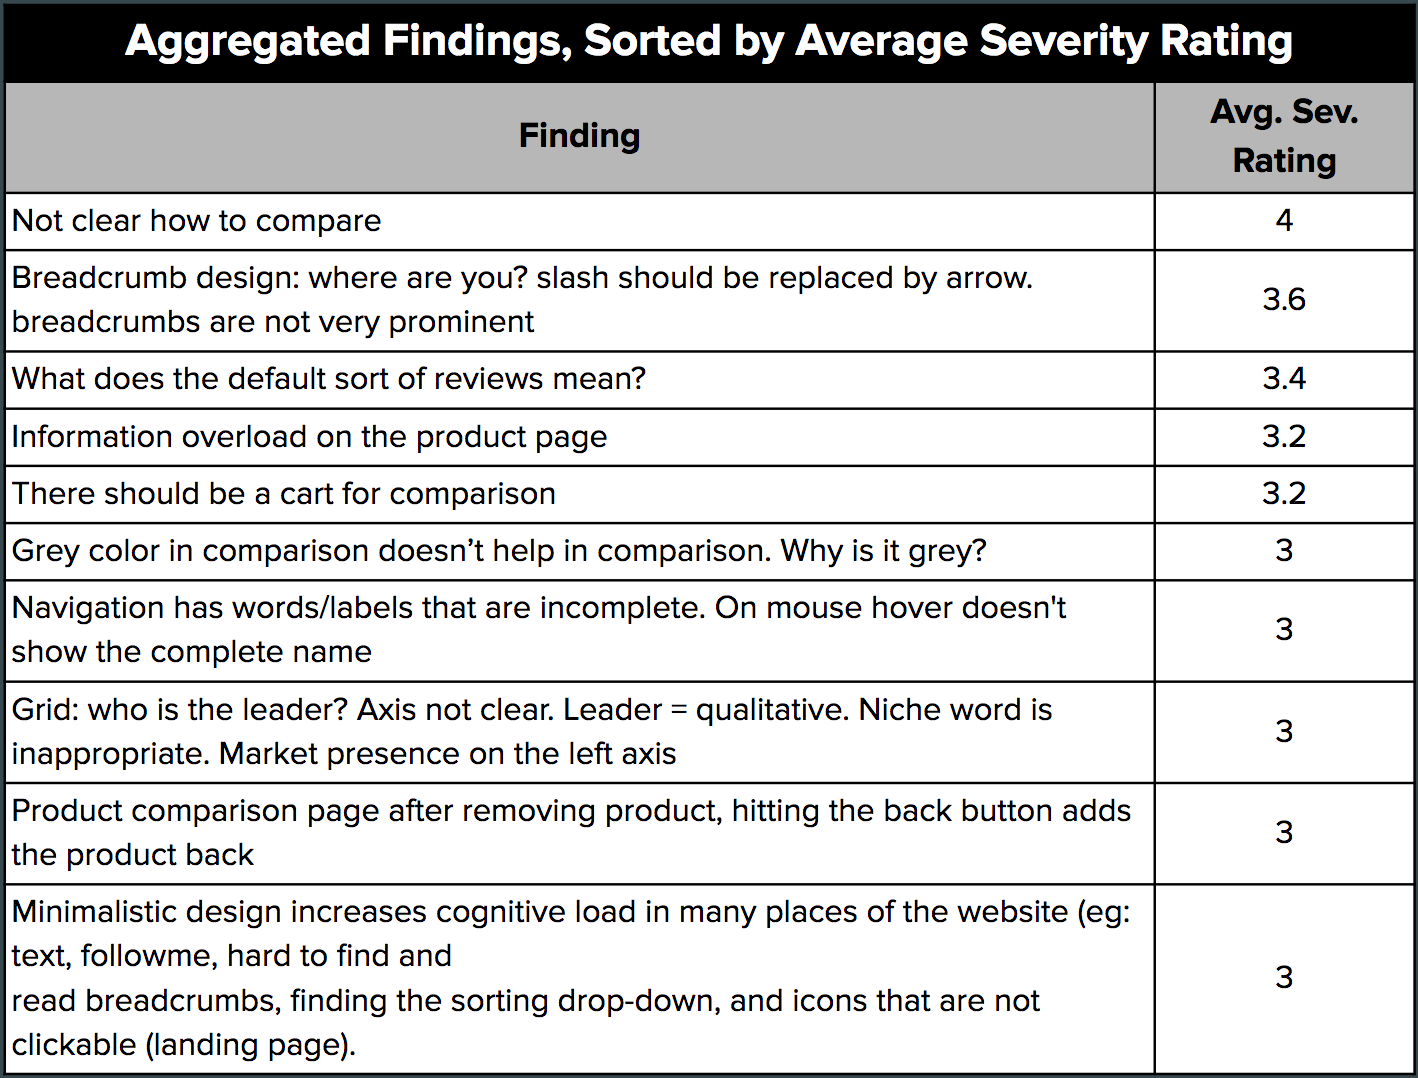 Aggregated Findings, Sorted by Average Severity Rating
Finding
Avg. Sev.
Rating
Not clear how to compare
4
Breadcrumb design: where are you? slash should be replaced by arrow.
breadcrumbs are not very prominent
3.6
What does the default sort of reviews mean?
3.4
Information overload on the product page
3.2
There should be a cart for comparison
3.2
Grey color in comparison doesn’t help in comparison. Why is it grey?
3
Navigation has words/labels that are incomplete. On mouse hover doesn't
show the complete name
3
Grid: who is the leader? Axis not clear. Leader = qualitative. Niche word is
inappropriate. Market presence on the left axis
3
Product comparison page after removing product, hitting the back button adds
the product back
3
Minimalistic design increases cognitive load in many places of the website (eg:
text, followme, hard to find and
read breadcrumbs, finding the sorting drop-down, and icons that are not
clickable (landing page).
3